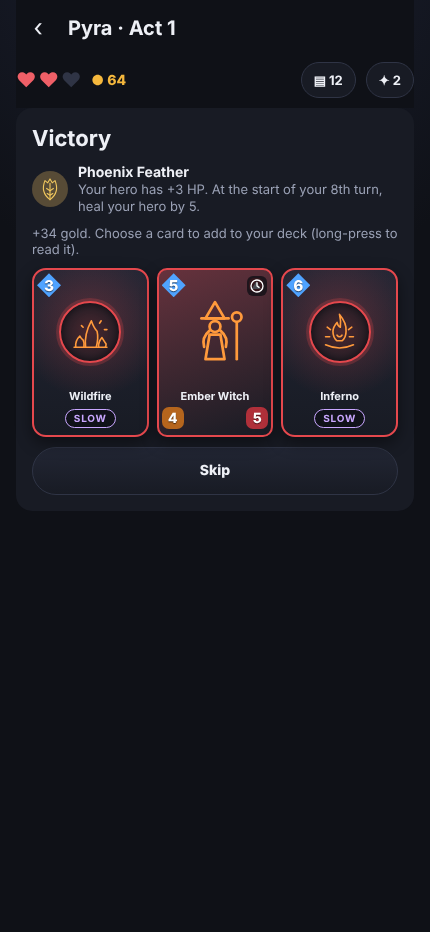 Pyra · Act 1
64
12
2
Victory
Phoenix Feather
Your hero has +3 HP. At the start of your 8th turn,
heal your hero by 5.
+34 gold. Choose a card to add to your deck (long-press to
read it).
3
5
6
Wildfire
Ember Witch
Inferno
SLOW
4
5
SLOW
Skip